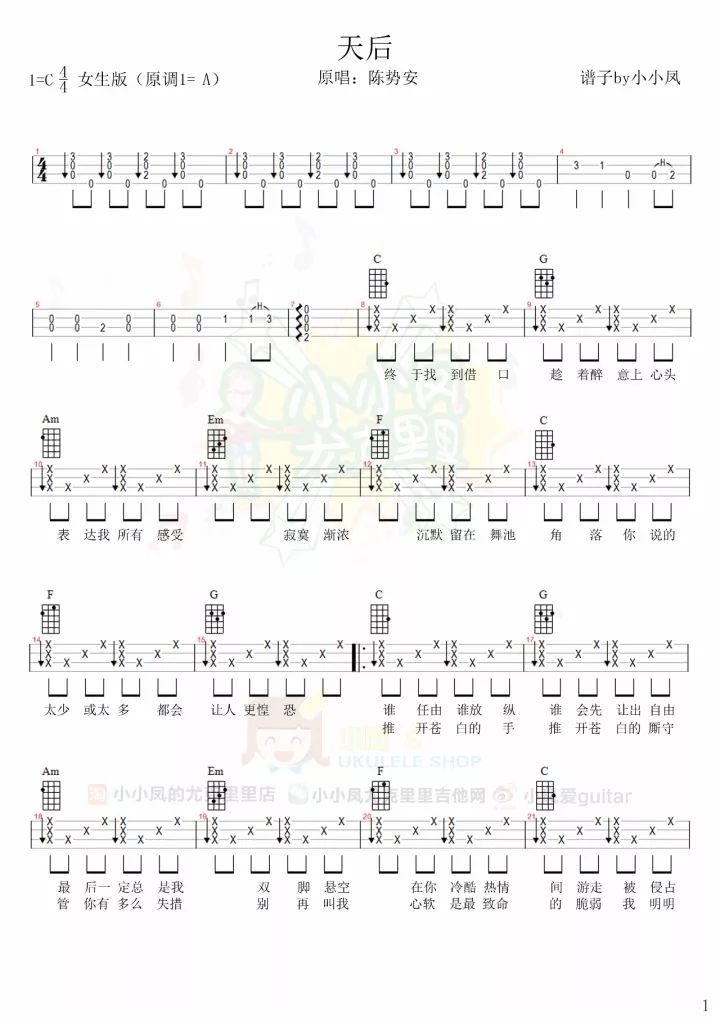 天后
1=C 4/4 女生版（原调1= A）
原唱：陈势安
谱子by小小凤
C G
终 于找 到借 口 趁 着醉 意上 心头
小小凤
尤克里里
Am Em F C
表 达我 所有 感受 寂寞 渐浓 沉默 留在 舞池 角 落 你 说的
F G C G
太少 或太 多 都会 让人 更惶 恐 谁 任由 谁放 纵 谁 会先 让出 自由
推 开苍 白的 手 推 开苍 白的 厮守
UKULELE SHOP
Am Em F C
小小凤的尤克里里店 小小凤尤克里里吉他网 小小凤爱guitar
最 后一 定总 是我 双 脚 悬空 在你 冷酷 热情 间 游走 被 侵占
管 你有 多么 失措 别 再 叫我 心软 是最 致命 的 脆弱 我 明明
1